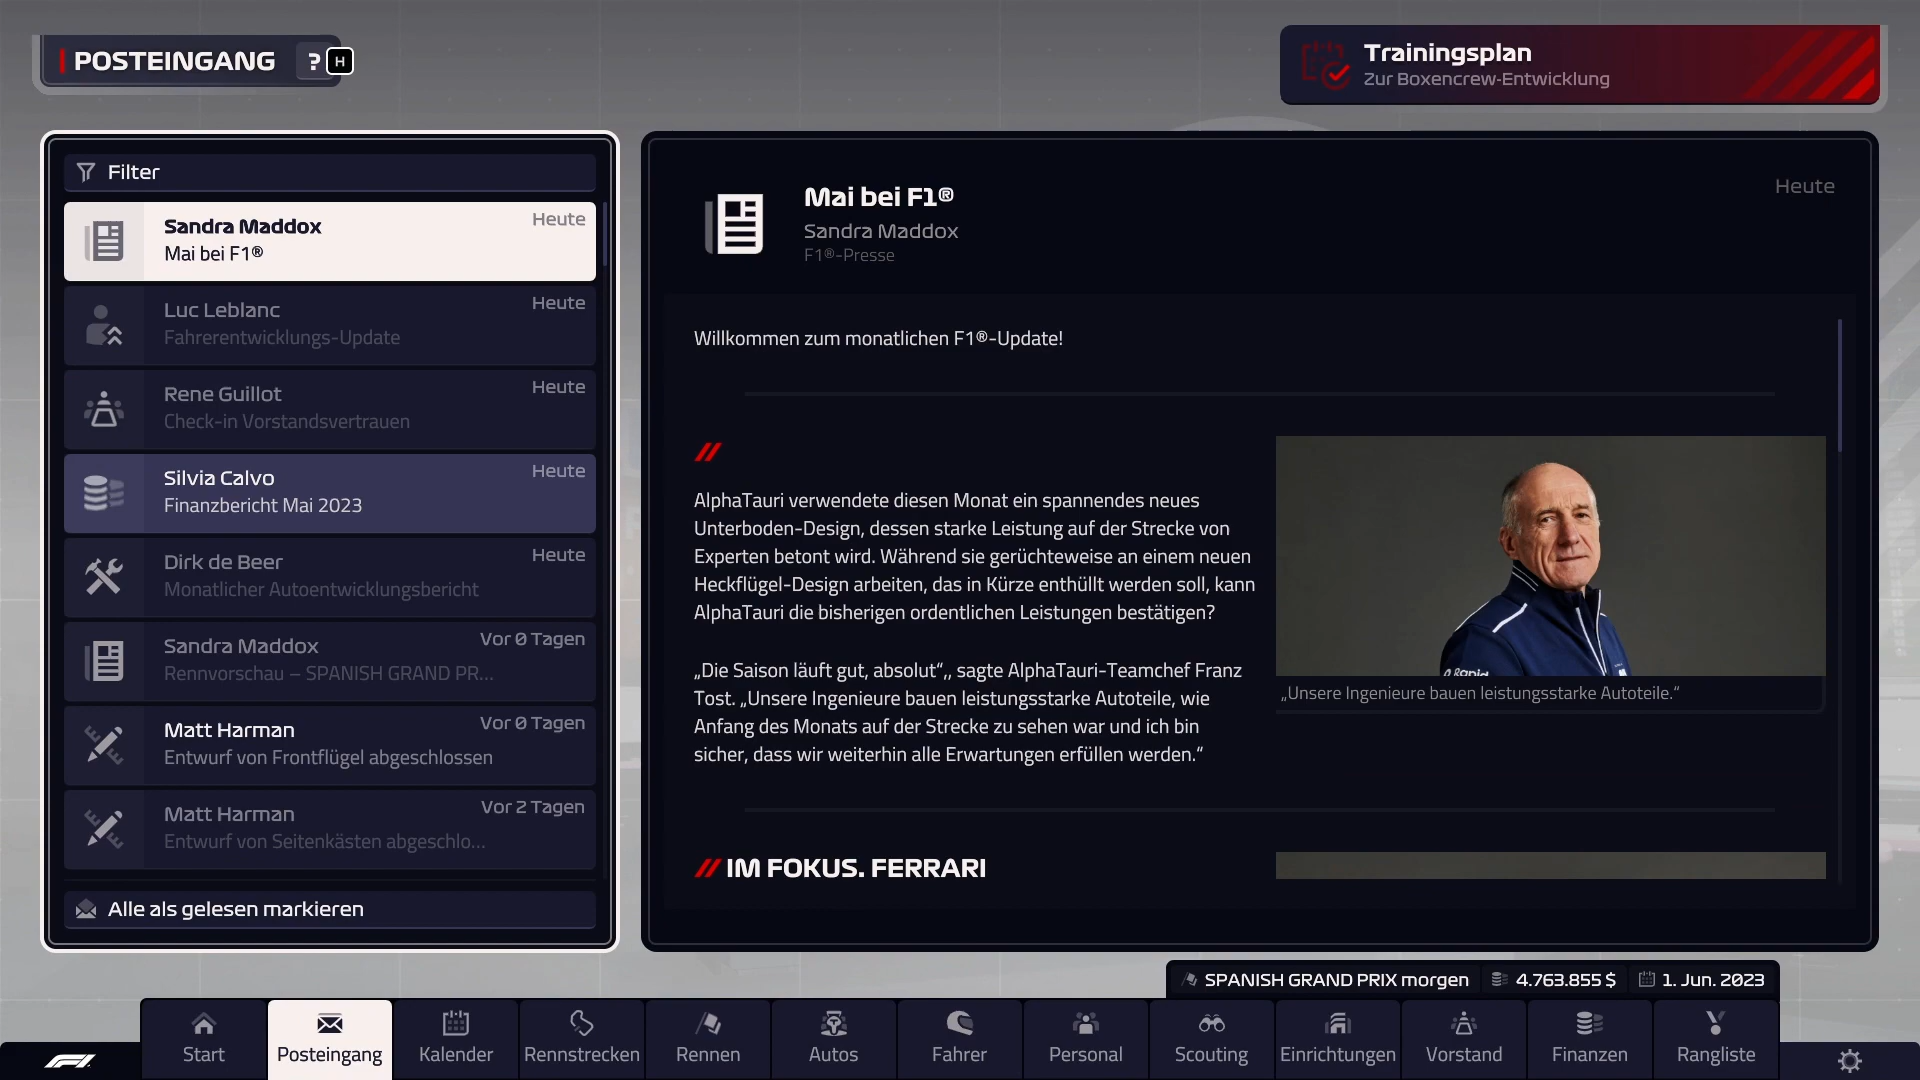 POSTEINGANG ? H
Trainingsplan
Zur Boxencrew-Entwicklung
Filter
Sandra Maddox
Heute
Mai bei F1®
Luc Leblanc
Heute
Fahrerentwicklungs-Update
Rene Guillot
Heute
Check-in Vorstandsvertrauen
Silvia Calvo
Heute
Finanzbericht Mai 2023
Dirk de Beer
Heute
Monatlicher Autoentwicklungsbericht
Sandra Maddox
Vor 0 Tagen
Rennvorschau – SPANISH GRAND PR...
Matt Harman
Vor 0 Tagen
Entwurf von Frontflügel abgeschlossen
Matt Harman
Vor 2 Tagen
Entwurf von Seitenkästen abgeschlo...
Alle als gelesen markieren
Mai bei F1®
Heute
Sandra Maddox
F1®-Presse
Willkommen zum monatlichen F1®-Update!
AlphaTauri verwendete diesen Monat ein spannendes neues
Unterboden-Design, dessen starke Leistung auf der Strecke von
Experten betont wird. Während sie gerüchteweise an einem neuen
Heckflügel-Design arbeiten, das in Kürze enthüllt werden soll, kann
AlphaTauri die bisherigen ordentlichen Leistungen bestätigen?
„Die Saison läuft gut, absolut“,, sagte AlphaTauri-Teamchef Franz
Tost. „Unsere Ingenieure bauen leistungsstarke Autoteile, wie
Anfang des Monats auf der Strecke zu sehen war und ich bin
sicher, dass wir weiterhin alle Erwartungen erfüllen werden.“
„Unsere Ingenieure bauen leistungsstarke Autoteile.“
// IM FOKUS. FERRARI
SPANISH GRAND PRIX morgen
4.763.855 $
1. Jun. 2023
Start
Posteingang
Kalender
Rennstrecken
Rennen
Autos
Fahrer
Personal
Scouting
Einrichtungen
Vorstand
Finanzen
Rangliste